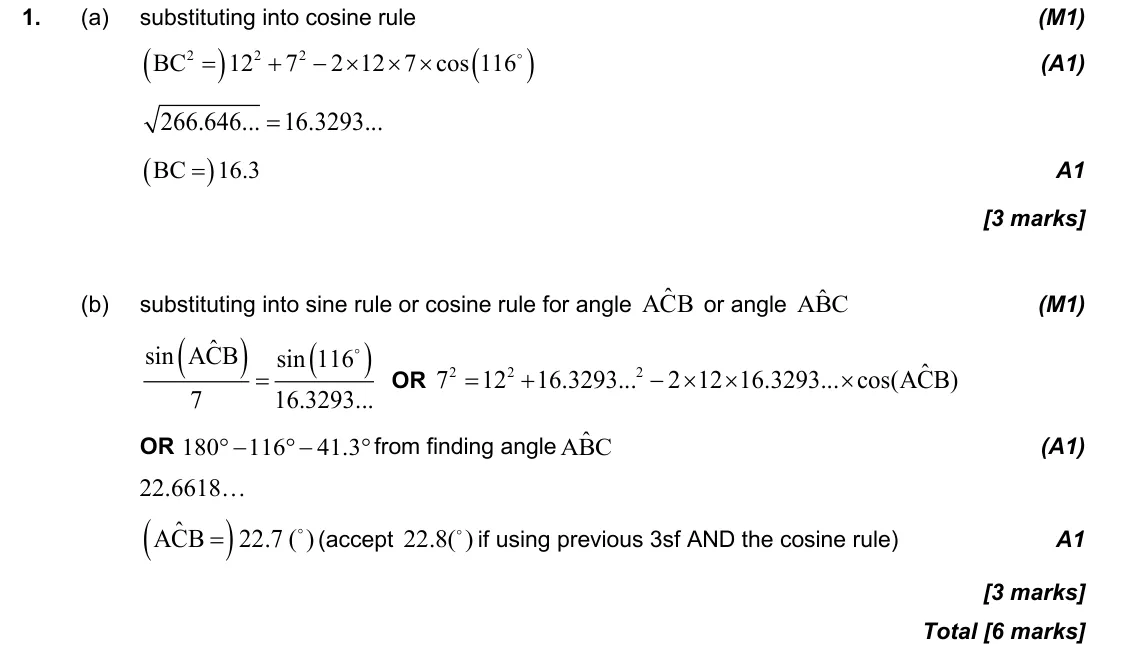 1. (a) substituting into cosine rule (M1)
(BC² =) 12² + 7² − 2×12×7×cos(116°) (A1)
√266.646... = 16.3293...
(BC =) 16.3 A1
[3 marks]
(b) substituting into sine rule or cosine rule for angle AĈB or angle AB̂C (M1)
sin(AĈB)/7 = sin(116°)/16.3293... OR 7² = 12² + 16.3293...² − 2×12×16.3293...×cos(AĈB)
OR 180° − 116° − 41.3° from finding angle AB̂C (A1)
22.6618…
(AĈB =) 22.7 (°) (accept 22.8(°) if using previous 3sf AND the cosine rule) A1
[3 marks]
Total [6 marks]